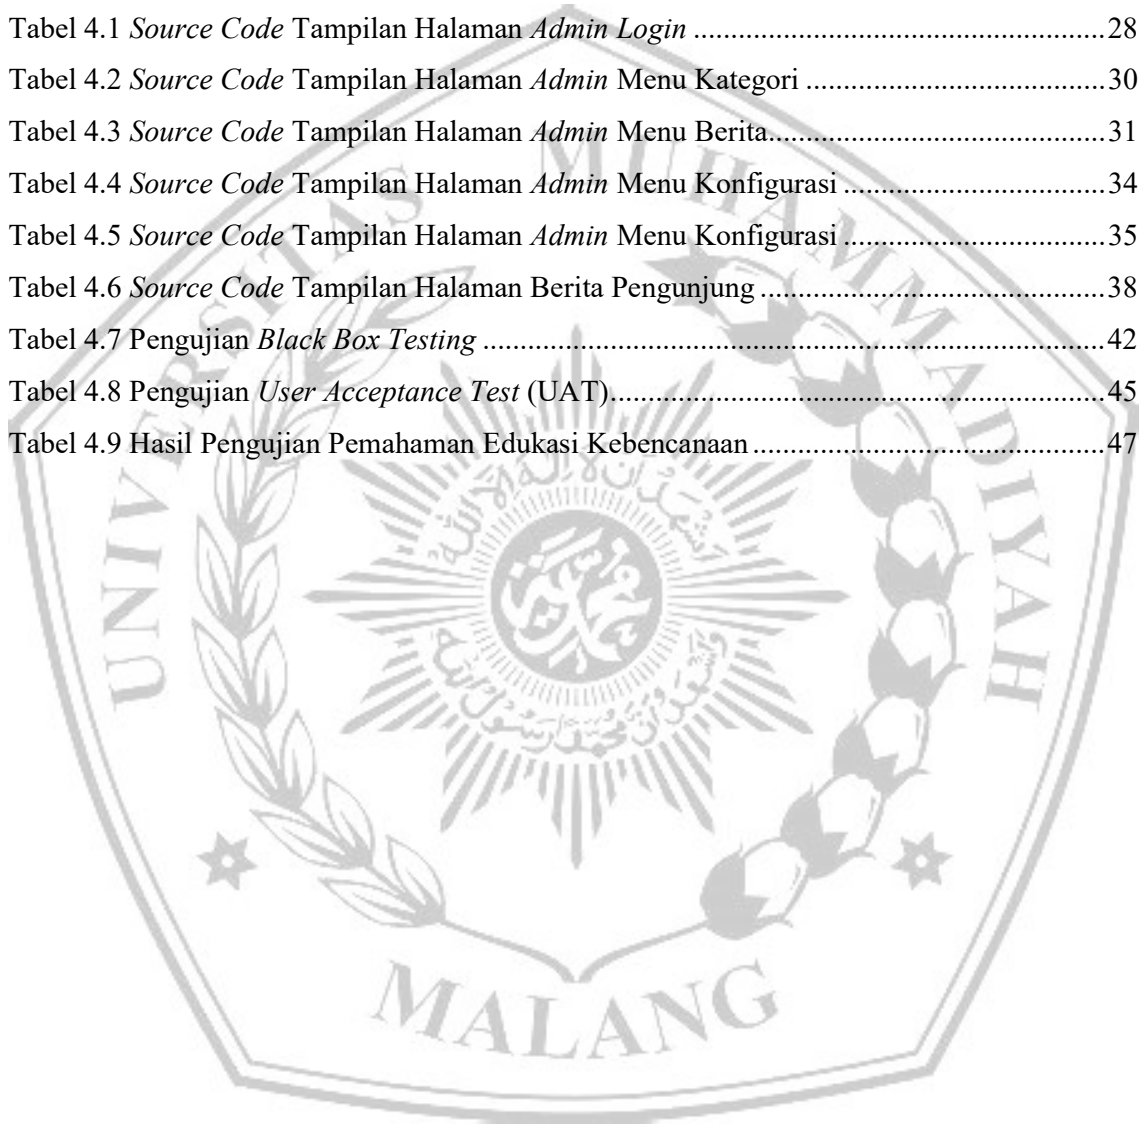 Tabel 4.1 Source Code Tampilan Halaman Admin Login ........................................................28
Tabel 4.2 Source Code Tampilan Halaman Admin Menu Kategori ........................................30
Tabel 4.3 Source Code Tampilan Halaman Admin Menu Berita.............................................31
Tabel 4.4 Source Code Tampilan Halaman Admin Menu Konfigurasi ...................................34
Tabel 4.5 Source Code Tampilan Halaman Admin Menu Konfigurasi ...................................35
Tabel 4.6 Source Code Tampilan Halaman Berita Pengunjung ..............................................38
Tabel 4.7 Pengujian Black Box Testing ....................................................................................42
Tabel 4.8 Pengujian User Acceptance Test (UAT)...................................................................45
Tabel 4.9 Hasil Pengujian Pemahaman Edukasi Kebencanaan ...............................................47
UNIVERSITAS MUHAMMADIYAH
MALANG